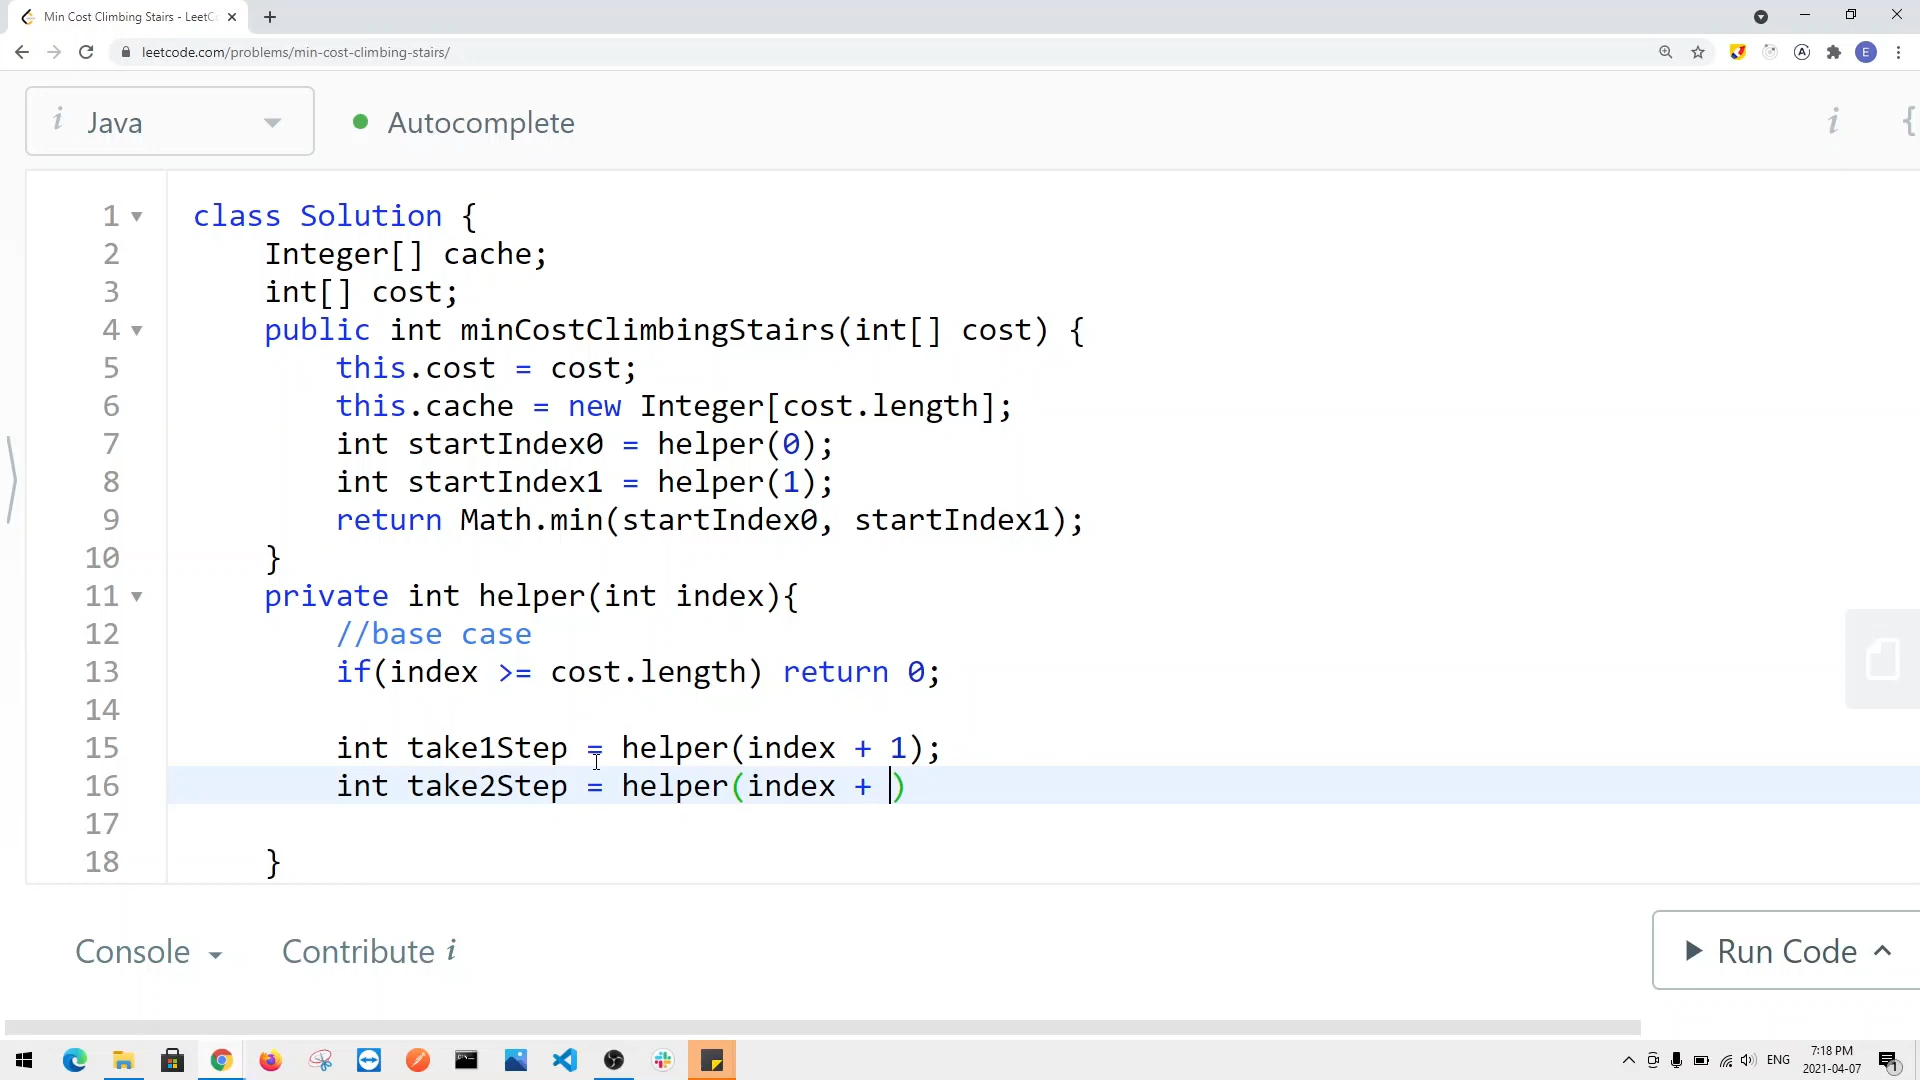 Min Cost Climbing Stairs - LeetCo
leetcode.com/problems/min-cost-climbing-stairs/
E
i Java
Autocomplete
i {
1 class Solution {
2 Integer[] cache;
3 int[] cost;
4 public int minCostClimbingStairs(int[] cost) {
5 this.cost = cost;
6 this.cache = new Integer[cost.length];
7 int startIndex0 = helper(0);
8 int startIndex1 = helper(1);
9 return Math.min(startIndex0, startIndex1);
10 }
11 private int helper(int index){
12 //base case
13 if(index >= cost.length) return 0;
14
15 int take1Step = helper(index + 1);
16 int take2Step = helper(index + )
17
18 }
Console Contribute i
Run Code
ENG
7:18 PM
2021-04-07
1